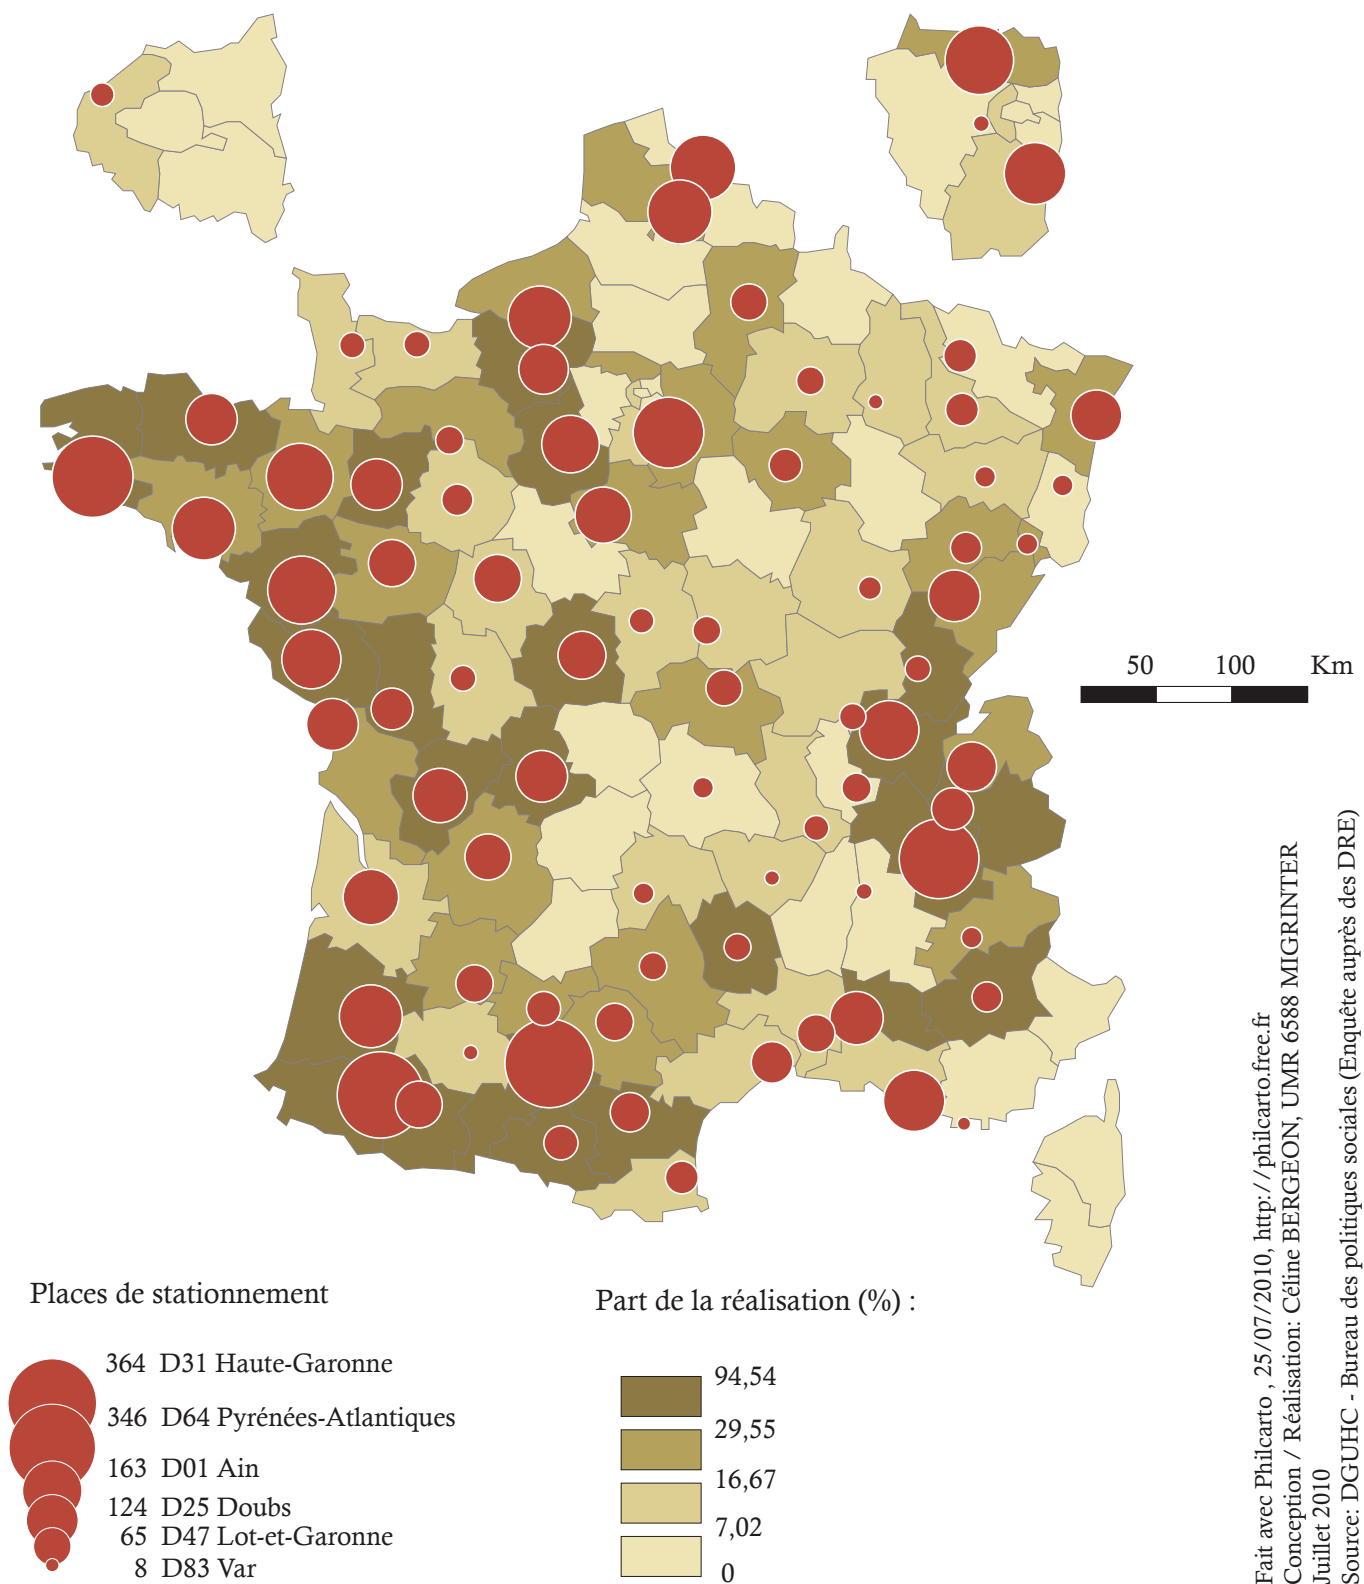 50 100 Km
Places de stationnement
364 D31 Haute-Garonne
346 D64 Pyrénées-Atlantiques
163 D01 Ain
124 D25 Doubs
65 D47 Lot-et-Garonne
8 D83 Var
Part de la réalisation (%) :
94,54
29,55
16,67
7,02
0
Fait avec Philcarto , 25/07/2010, http://philcarto.free.fr
Conception / Réalisation: Céline BERGEON, UMR 6588 MIGRINTER
Juillet 2010
Source: DGUHC - Bureau des politiques sociales (Enquête auprès des DRE)